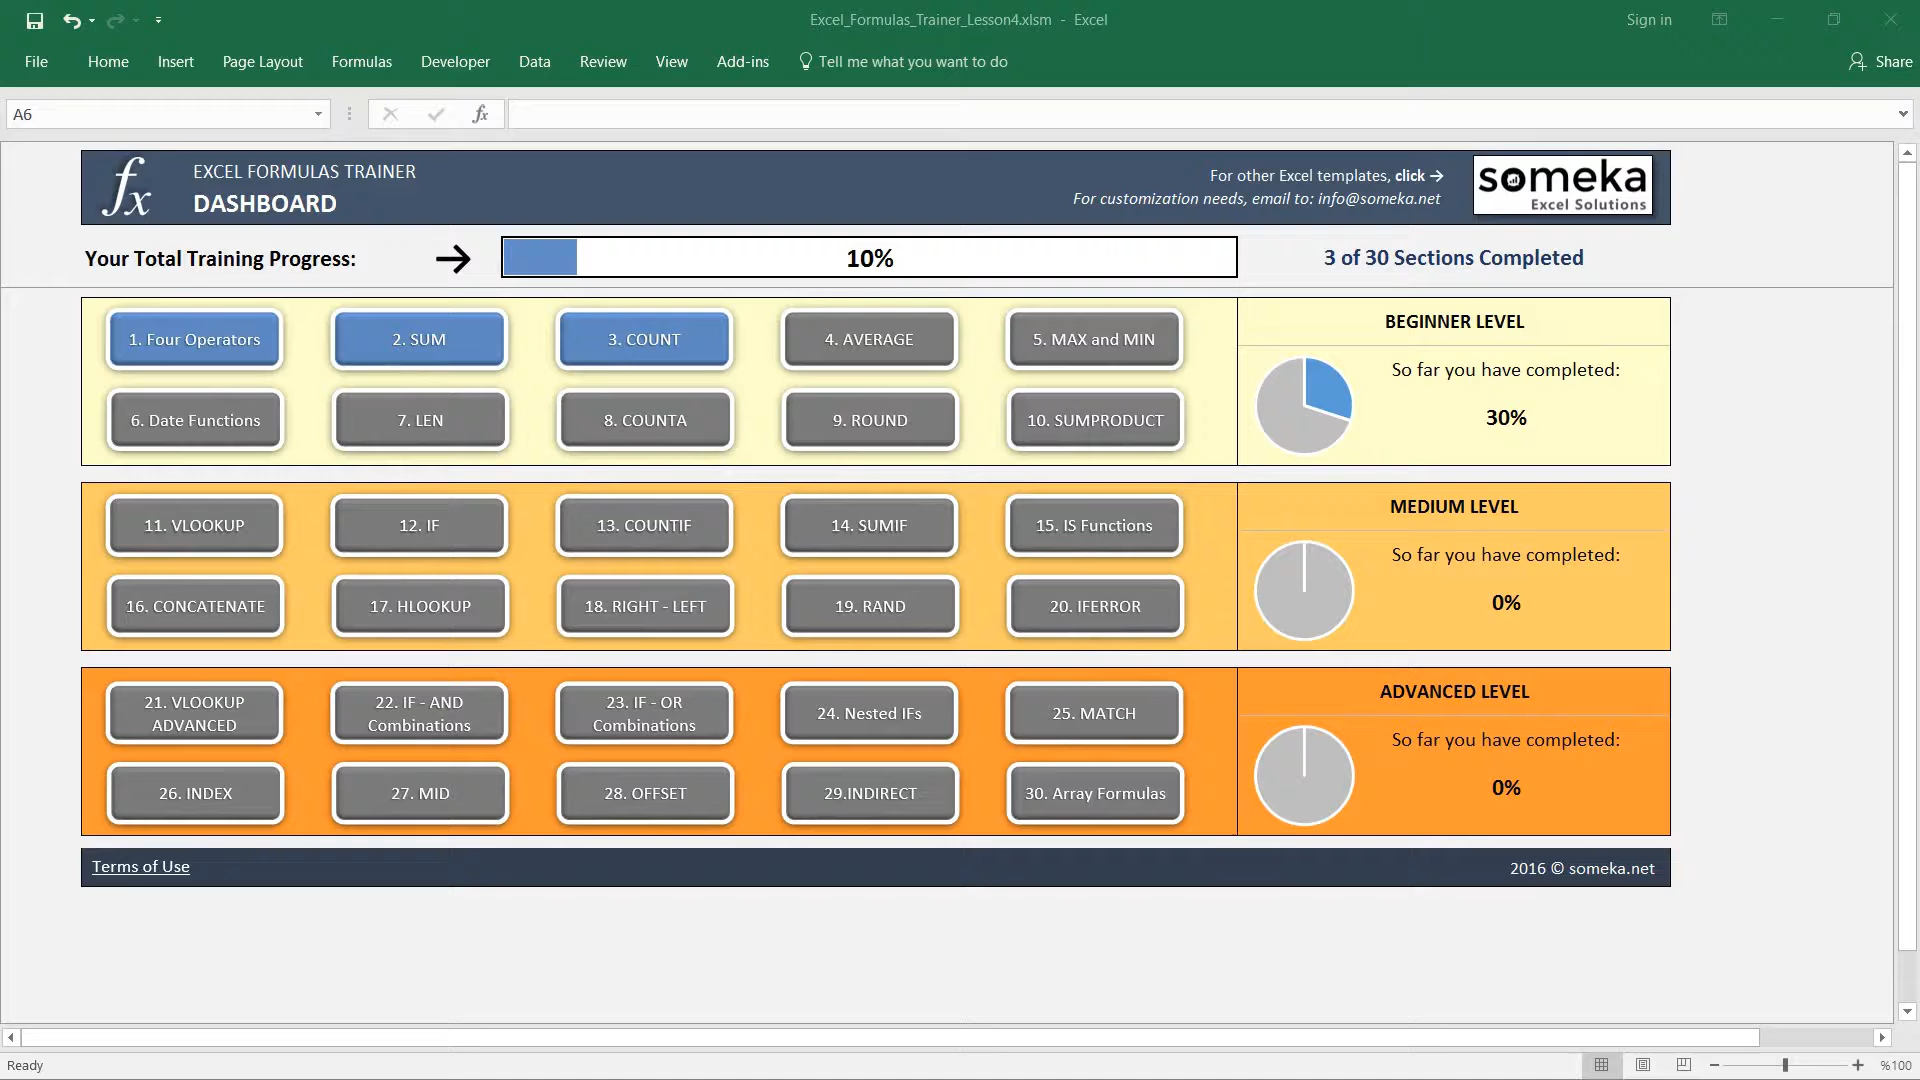 Excel_Formulas_Trainer_Lesson4.xlsm - Excel
Sign in
File Home Insert Page Layout Formulas Developer Data Review View Add-ins Tell me what you want to do Share
A6 fx
fx
EXCEL FORMULAS TRAINER
DASHBOARD
For other Excel templates, click →
For customization needs, email to: info@someka.net
someka
Excel Solutions
Your Total Training Progress: → 10% 3 of 30 Sections Completed
1. Four Operators 2. SUM 3. COUNT 4. AVERAGE 5. MAX and MIN
6. Date Functions 7. LEN 8. COUNTA 9. ROUND 10. SUMPRODUCT
BEGINNER LEVEL
So far you have completed:
30%
11. VLOOKUP 12. IF 13. COUNTIF 14. SUMIF 15. IS Functions
16. CONCATENATE 17. HLOOKUP 18. RIGHT - LEFT 19. RAND 20. IFERROR
MEDIUM LEVEL
So far you have completed:
0%
21. VLOOKUP ADVANCED 22. IF - AND Combinations 23. IF - OR Combinations 24. Nested IFs 25. MATCH
26. INDEX 27. MID 28. OFFSET 29.INDIRECT 30. Array Formulas
ADVANCED LEVEL
So far you have completed:
0%
Terms of Use
2016 © someka.net
Ready
%100